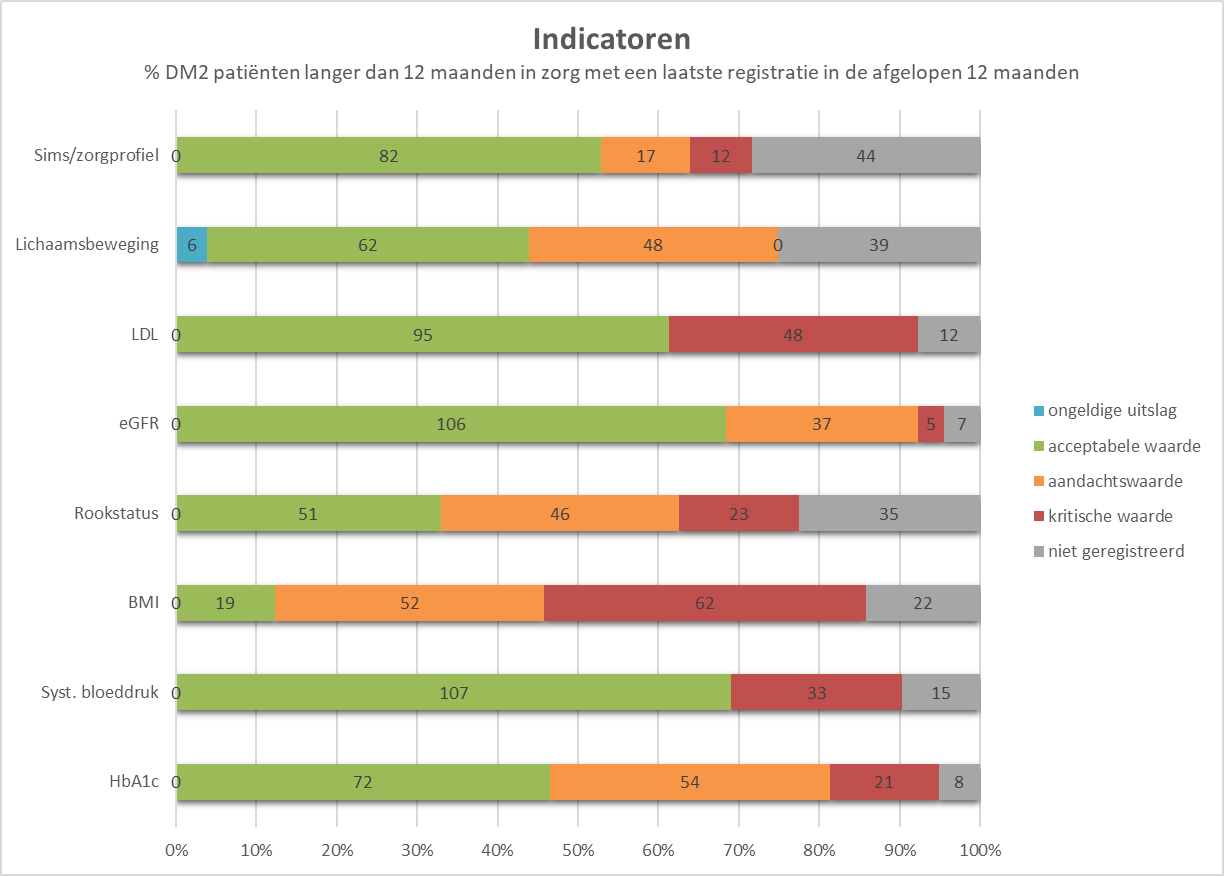 Indicatoren
% DM2 patiënten langer dan 12 maanden in zorg met een laatste registratie in de afgelopen 12 maanden
Sims/zorgprofiel 0 82 17 12 44
Lichaamsbeweging 6 62 48 0 39
LDL 0 95 48 12
eGFR 0 106 37 5 7
Rookstatus 0 51 46 23 35
BMI 0 19 52 62 22
Syst. bloeddruk 0 107 33 15
HbA1c 0 72 54 21 8
0% 10% 20% 30% 40% 50% 60% 70% 80% 90% 100%
ongeldige uitslag
acceptabele waarde
aandachtswaarde
kritische waarde
niet geregistreerd